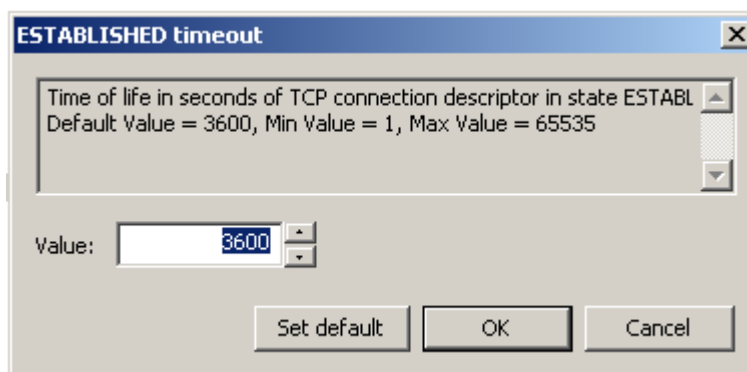 ESTABLISHED timeout
Time of life in seconds of TCP connection descriptor in state ESTABL
Default Value = 3600, Min Value = 1, Max Value = 65535
Value: 3600
Set default OK Cancel